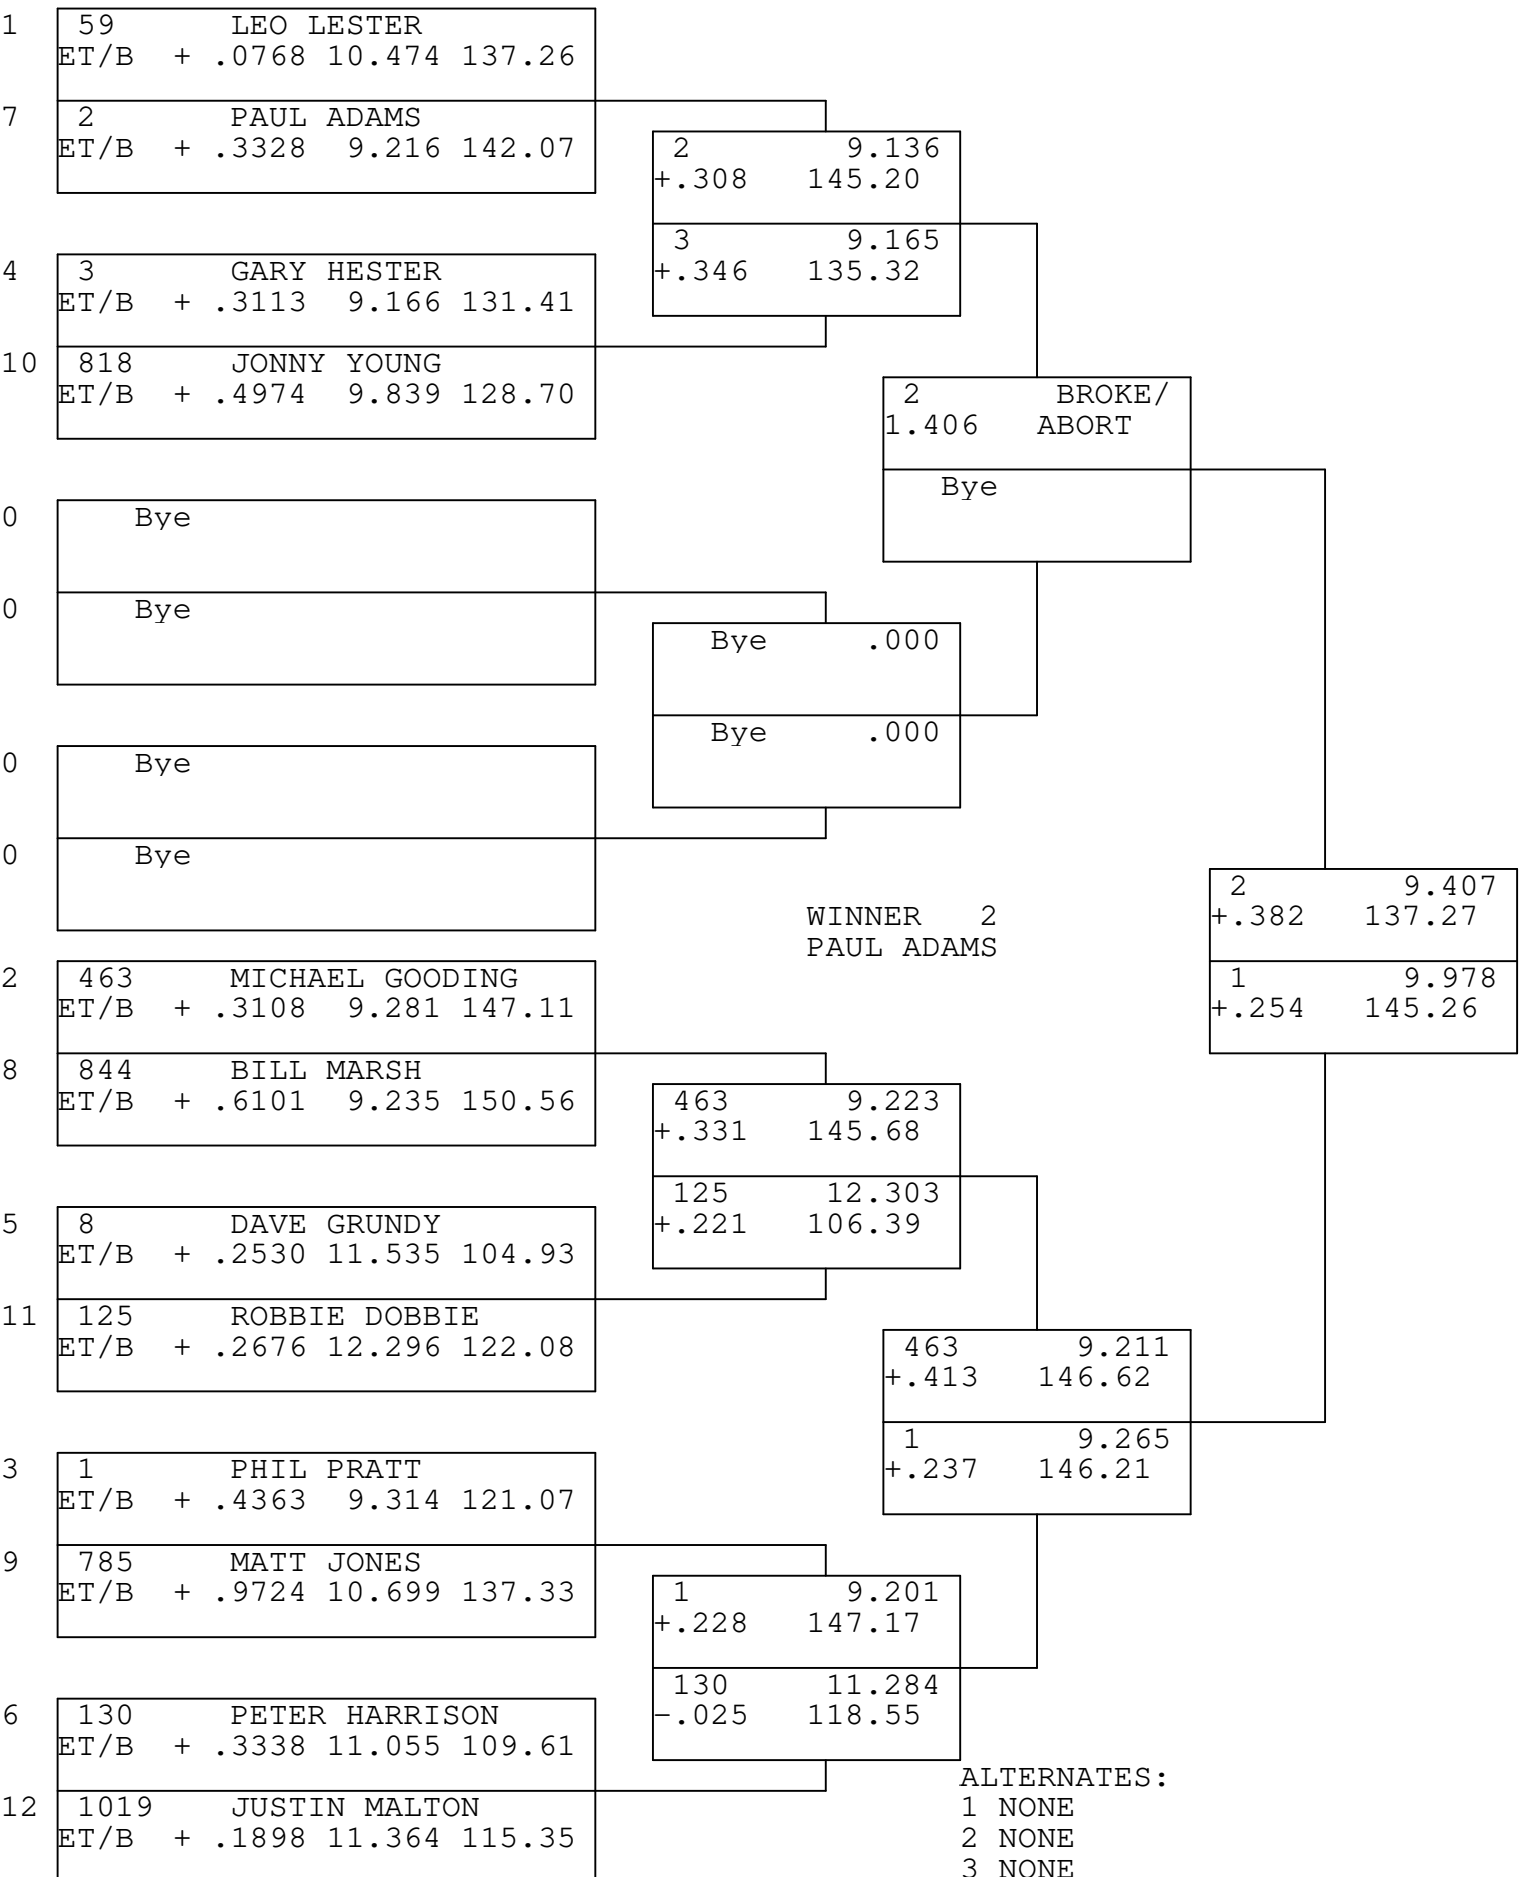 1 59 LEO LESTER
ET/B + .0768 10.474 137.26
7 2 PAUL ADAMS
ET/B + .3328 9.216 142.07
2 9.136
+.308 145.20
3 9.165
+.346 135.32
4 3 GARY HESTER
ET/B + .3113 9.166 131.41
10 818 JONNY YOUNG
ET/B + .4974 9.839 128.70
2 BROKE/
1.406 ABORT
Bye
0 Bye
0 Bye
Bye .000
Bye .000
0 Bye
0 Bye
WINNER 2
PAUL ADAMS
2 9.407
+.382 137.27
1 9.978
+.254 145.26
2 463 MICHAEL GOODING
ET/B + .3108 9.281 147.11
8 844 BILL MARSH
ET/B + .6101 9.235 150.56
463 9.223
+.331 145.68
125 12.303
+.221 106.39
5 8 DAVE GRUNDY
ET/B + .2530 11.535 104.93
11 125 ROBBIE DOBBIE
ET/B + .2676 12.296 122.08
463 9.211
+.413 146.62
1 9.265
+.237 146.21
3 1 PHIL PRATT
ET/B + .4363 9.314 121.07
9 785 MATT JONES
ET/B + .9724 10.699 137.33
1 9.201
+.228 147.17
130 11.284
-.025 118.55
6 130 PETER HARRISON
ET/B + .3338 11.055 109.61
12 1019 JUSTIN MALTON
ET/B + .1898 11.364 115.35
ALTERNATES:
1 NONE
2 NONE
3 NONE